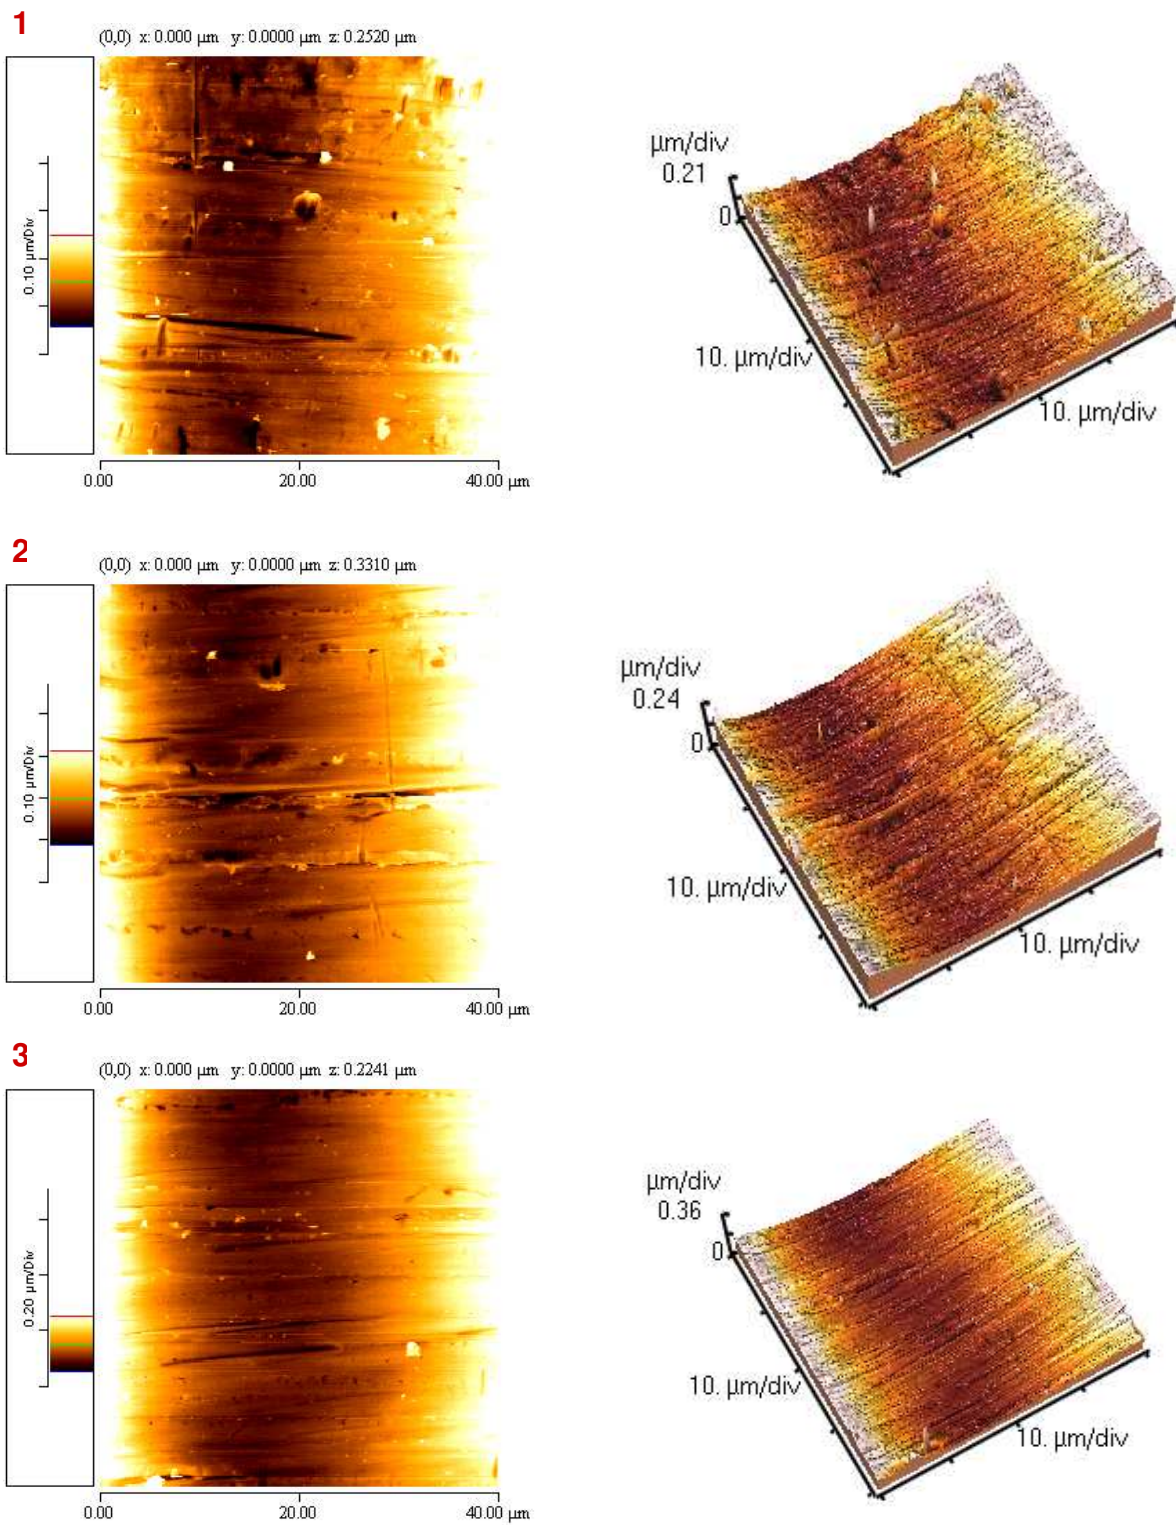 1
(0,0) x: 0.000 µm y: 0.0000 µm z: 0.2520 µm
0.10 µm/Div
0.00 20.00 40.00 µm
µm/div
0.21
0
10. µm/div
10. µm/div
2
(0,0) x: 0.000 µm y: 0.0000 µm z: 0.3310 µm
0.10 µm/Div
0.00 20.00 40.00 µm
µm/div
0.24
0
10. µm/div
10. µm/div
3
(0,0) x: 0.000 µm y: 0.0000 µm z: 0.2241 µm
0.20 µm/Div
0.00 20.00 40.00 µm
µm/div
0.36
0
10. µm/div
10. µm/div